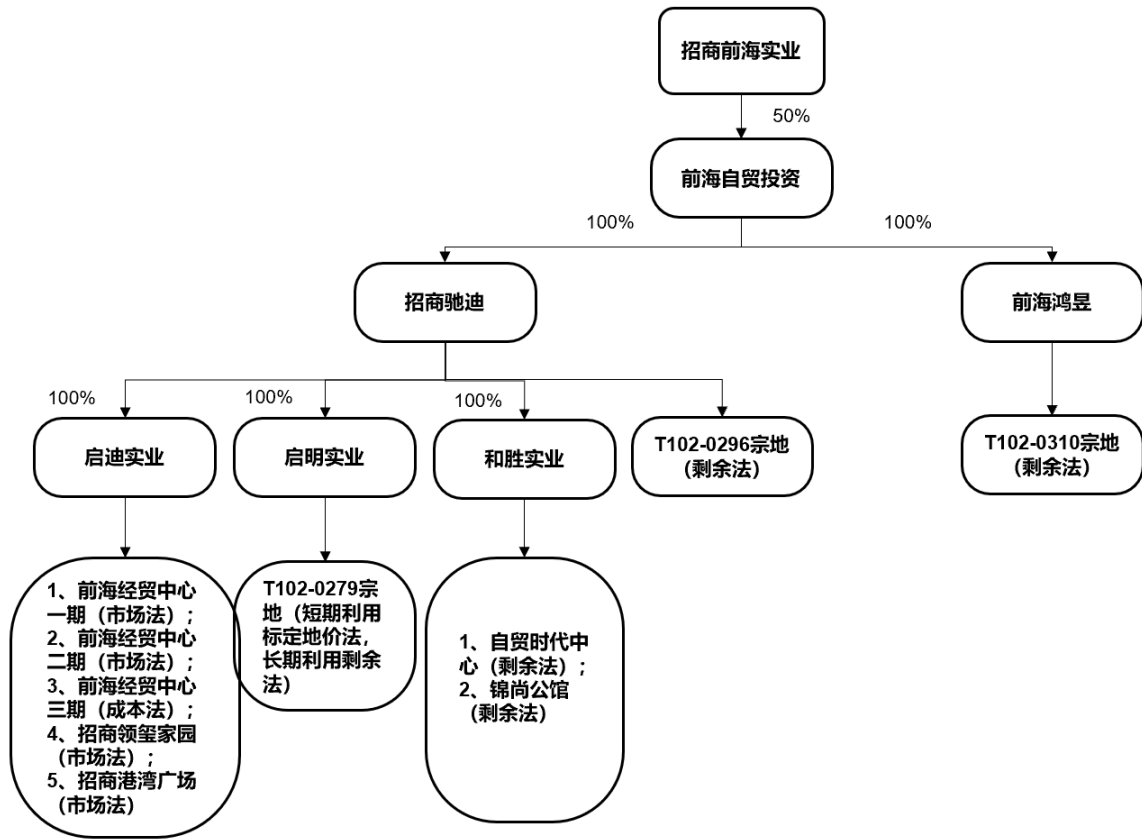 招商前海实业
50%
前海自贸投资
100%
100%
招商驰迪
前海鸿昱
100%
100%
100%
启迪实业
启明实业
和胜实业
T102-0296宗地
（剩余法）
T102-0310宗地
（剩余法）
1、前海经贸中心
一期（市场法）；
2、前海经贸中心
二期（市场法）；
3、前海经贸中心
三期（成本法）；
4、招商领玺家园
（市场法）；
5、招商港湾广场
（市场法）
T102-0279宗
地（短期利用
标定地价法，
长期利用剩余
法）
1、自贸时代中
心（剩余法）；
2、锦尚公馆
（剩余法）